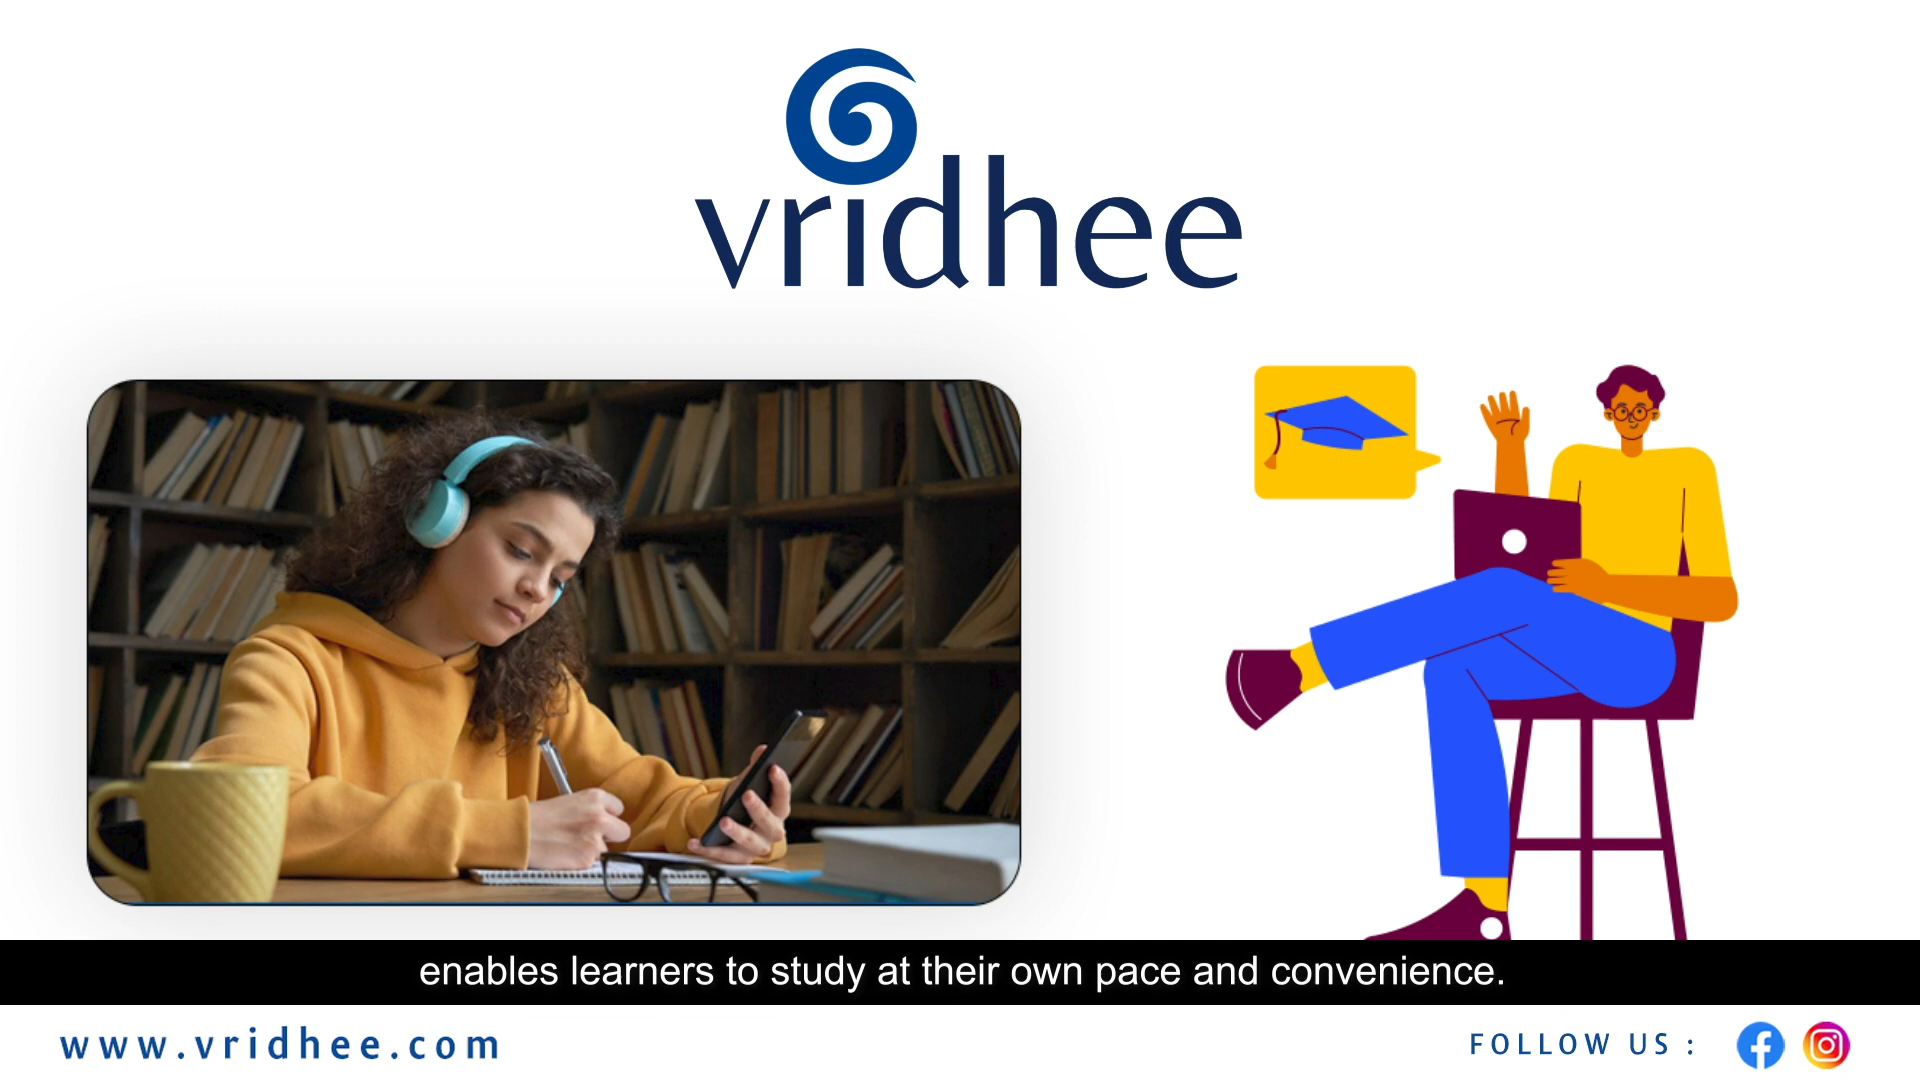 vridhee
enables learners to study at their own pace and convenience.
www.vridhee.com
FOLLOW US :